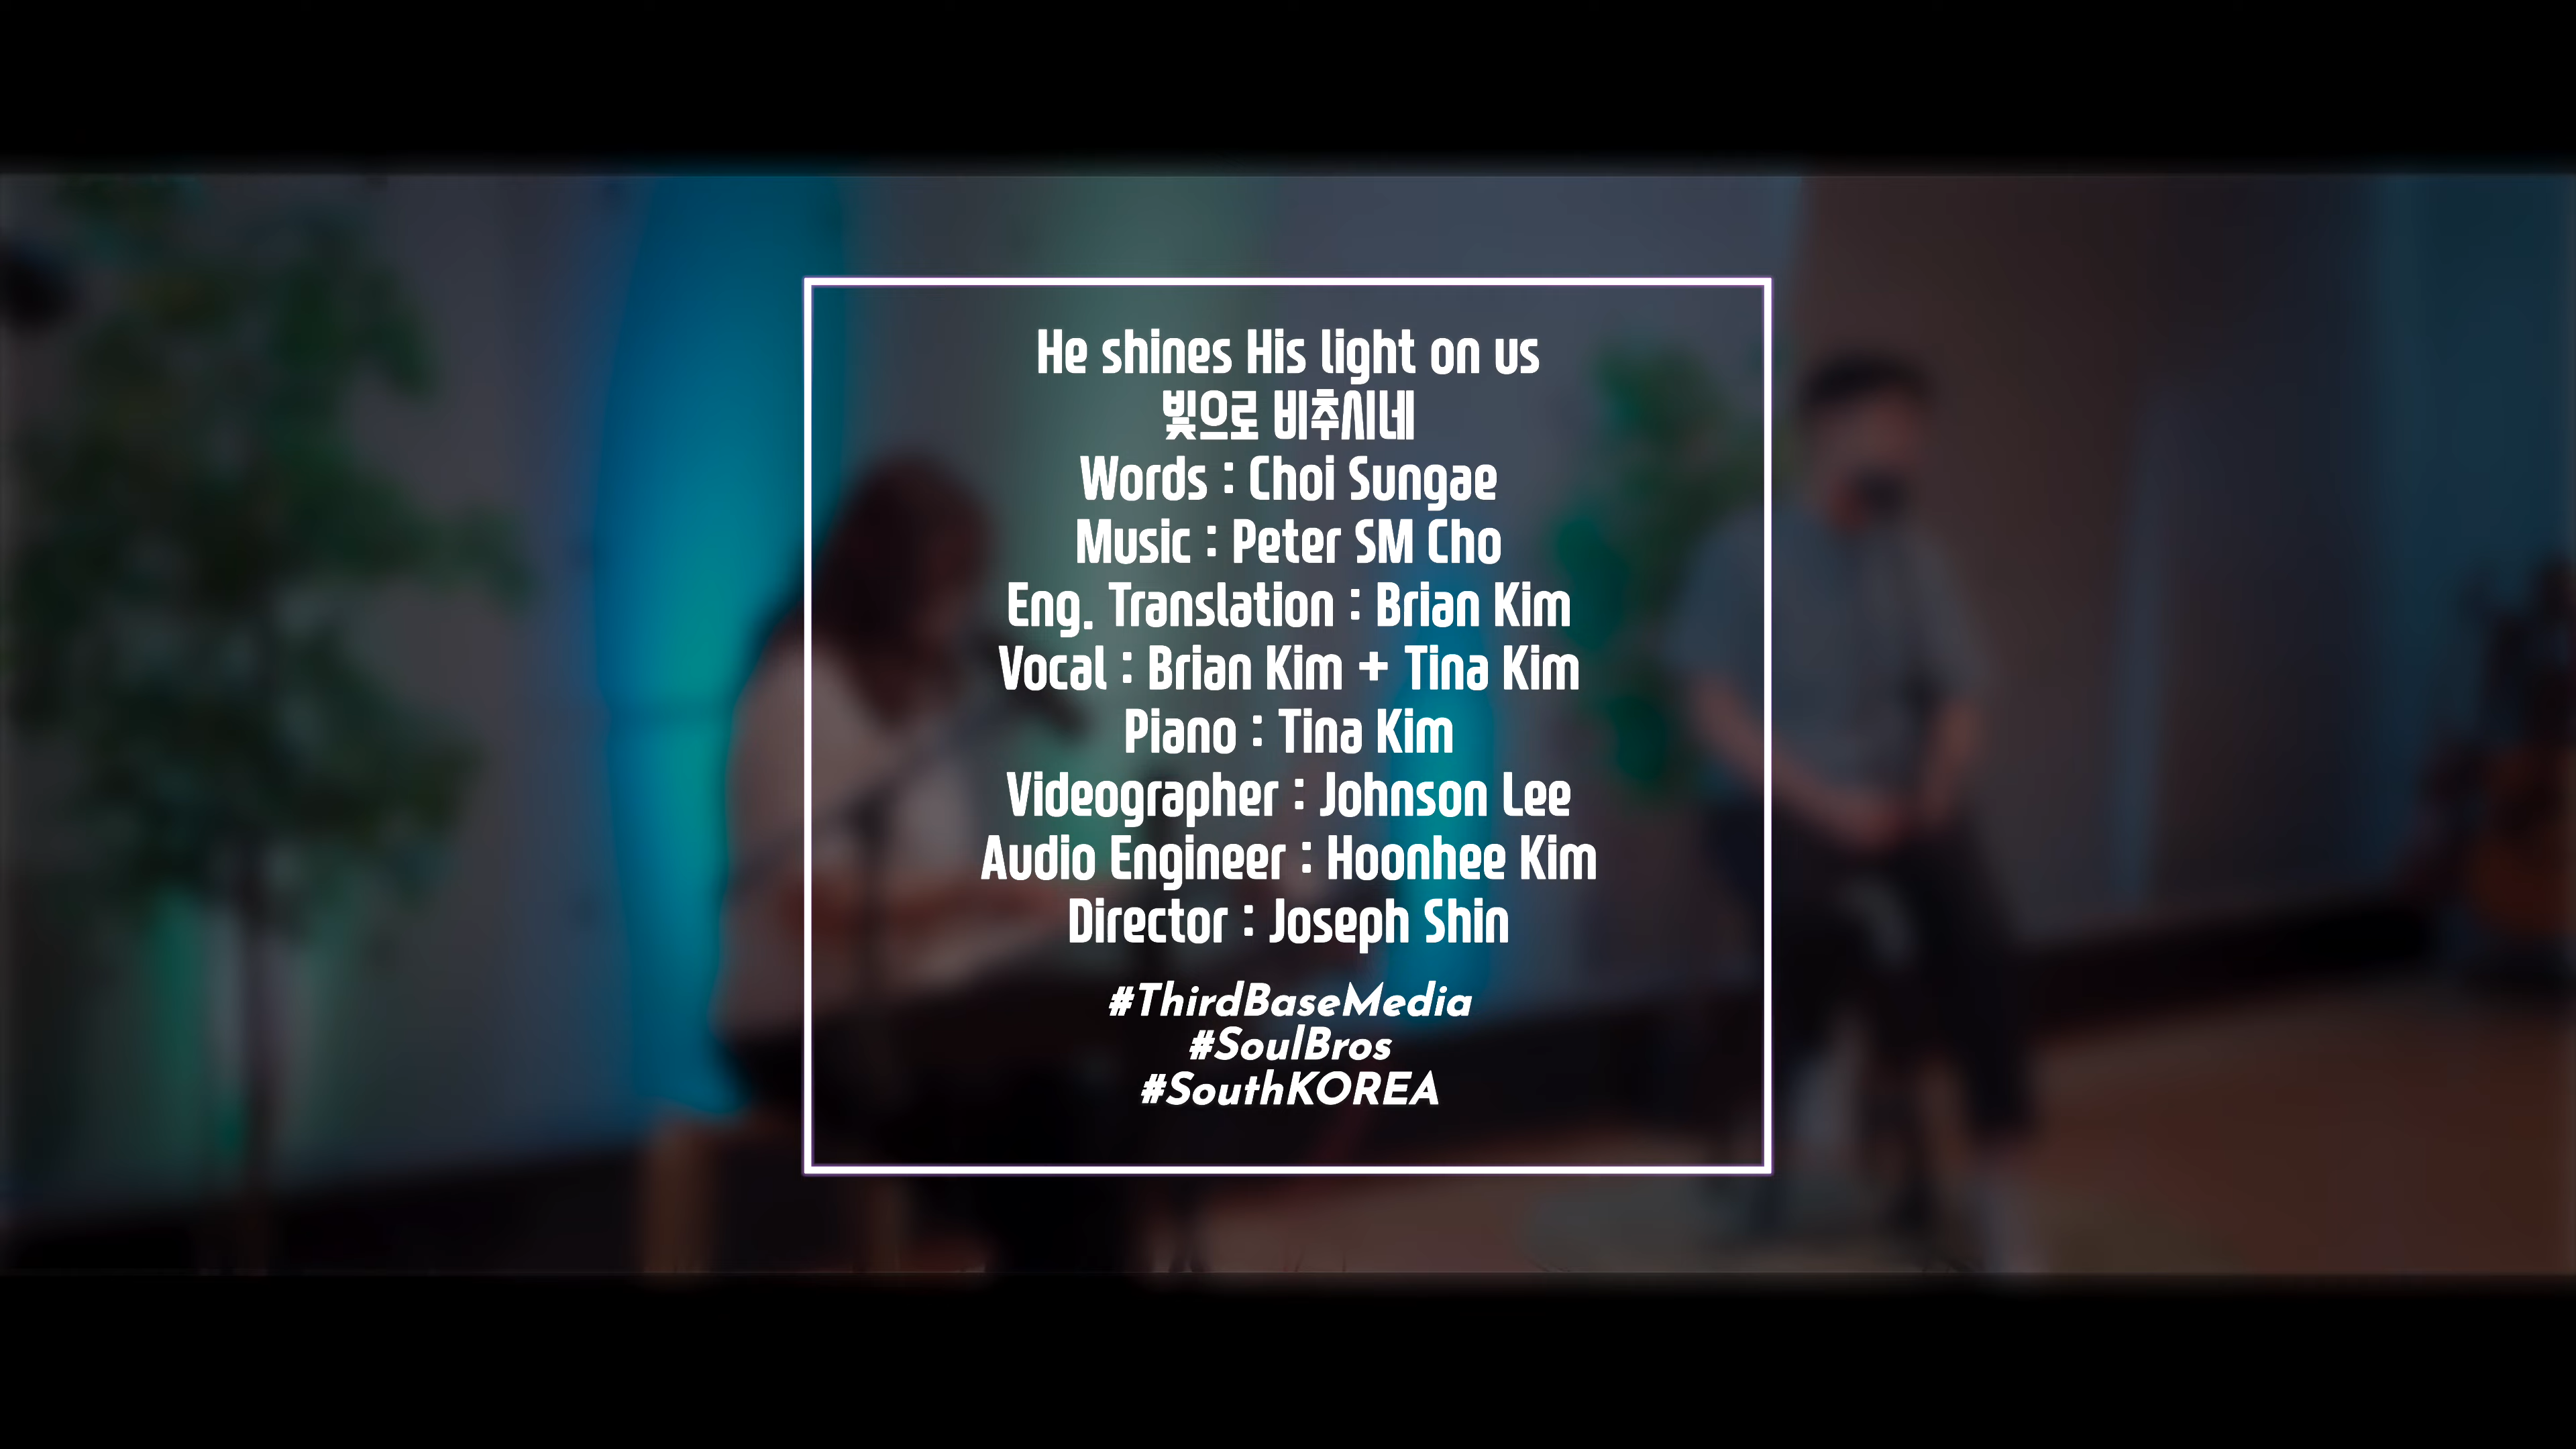 He shines His light on us
빛으로 비추시네
Words : Choi Sungae
Music : Peter SM Cho
Eng. Translation : Brian Kim
Vocal : Brian Kim + Tina Kim
Piano : Tina Kim
Videographer : Johnson Lee
Audio Engineer : Hoonhee Kim
Director : Joseph Shin
#ThirdBaseMedia
#SoulBros
#SouthKOREA